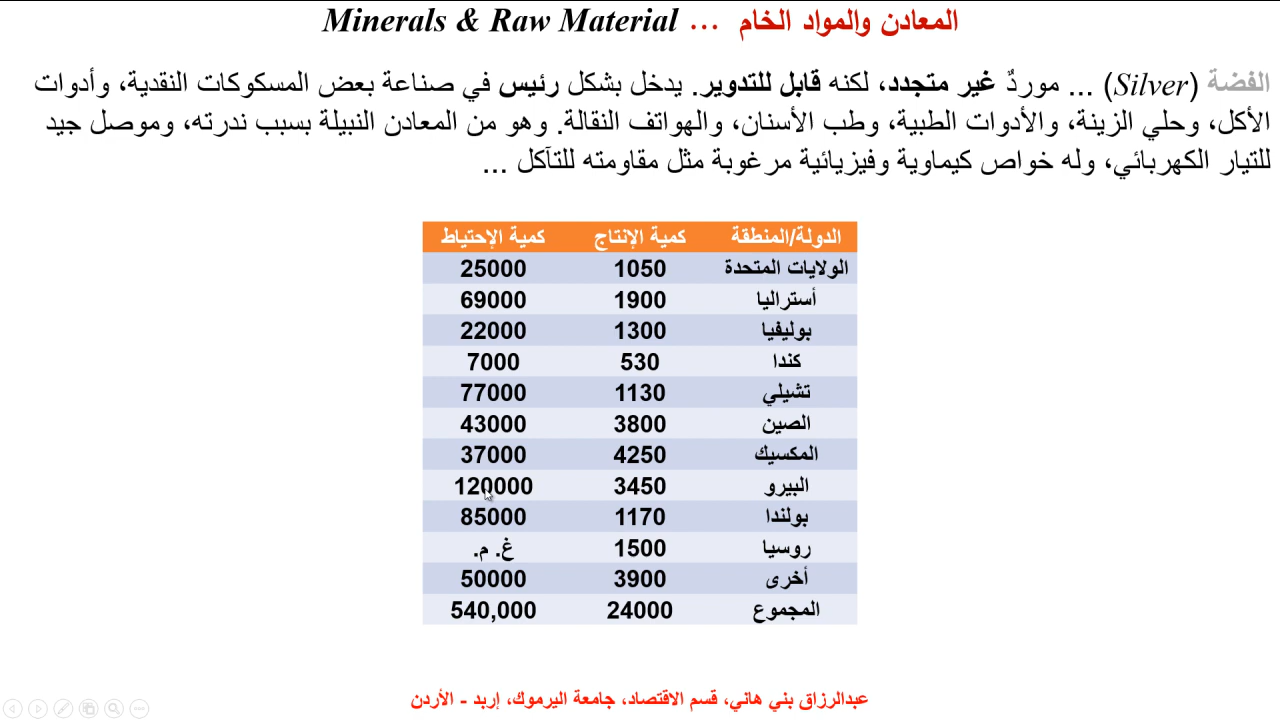 المعادن والمواد الخام ... Minerals & Raw Material
الفضة (Silver) ... موردٌ غير متجدد، لكنه قابل للتدوير. يدخل بشكل رئيس في صناعة بعض المسكوكات النقدية، وأدوات
الأكل، وحلي الزينة، والأدوات الطبية، وطب الأسنان، والهواتف النقالة. وهو من المعادن النبيلة بسبب ندرته، وموصل جيد
للتيار الكهربائي، وله خواص كيماوية وفيزيائية مرغوبة مثل مقاومته للتآكل ...
الدولة/المنطقة كمية الإنتاج كمية الإحتياط
الولايات المتحدة 1050 25000
أستراليا 1900 69000
بوليفيا 1300 22000
كندا 530 7000
تشيلي 1130 77000
الصين 3800 43000
المكسيك 4250 37000
البيرو 3450 120000
بولندا 1170 85000
روسيا 1500 غ. م.
أخرى 3900 50000
المجموع 24000 540,000
عبدالرزاق بني هاني، قسم الاقتصاد، جامعة اليرموك، إربد - الأردن